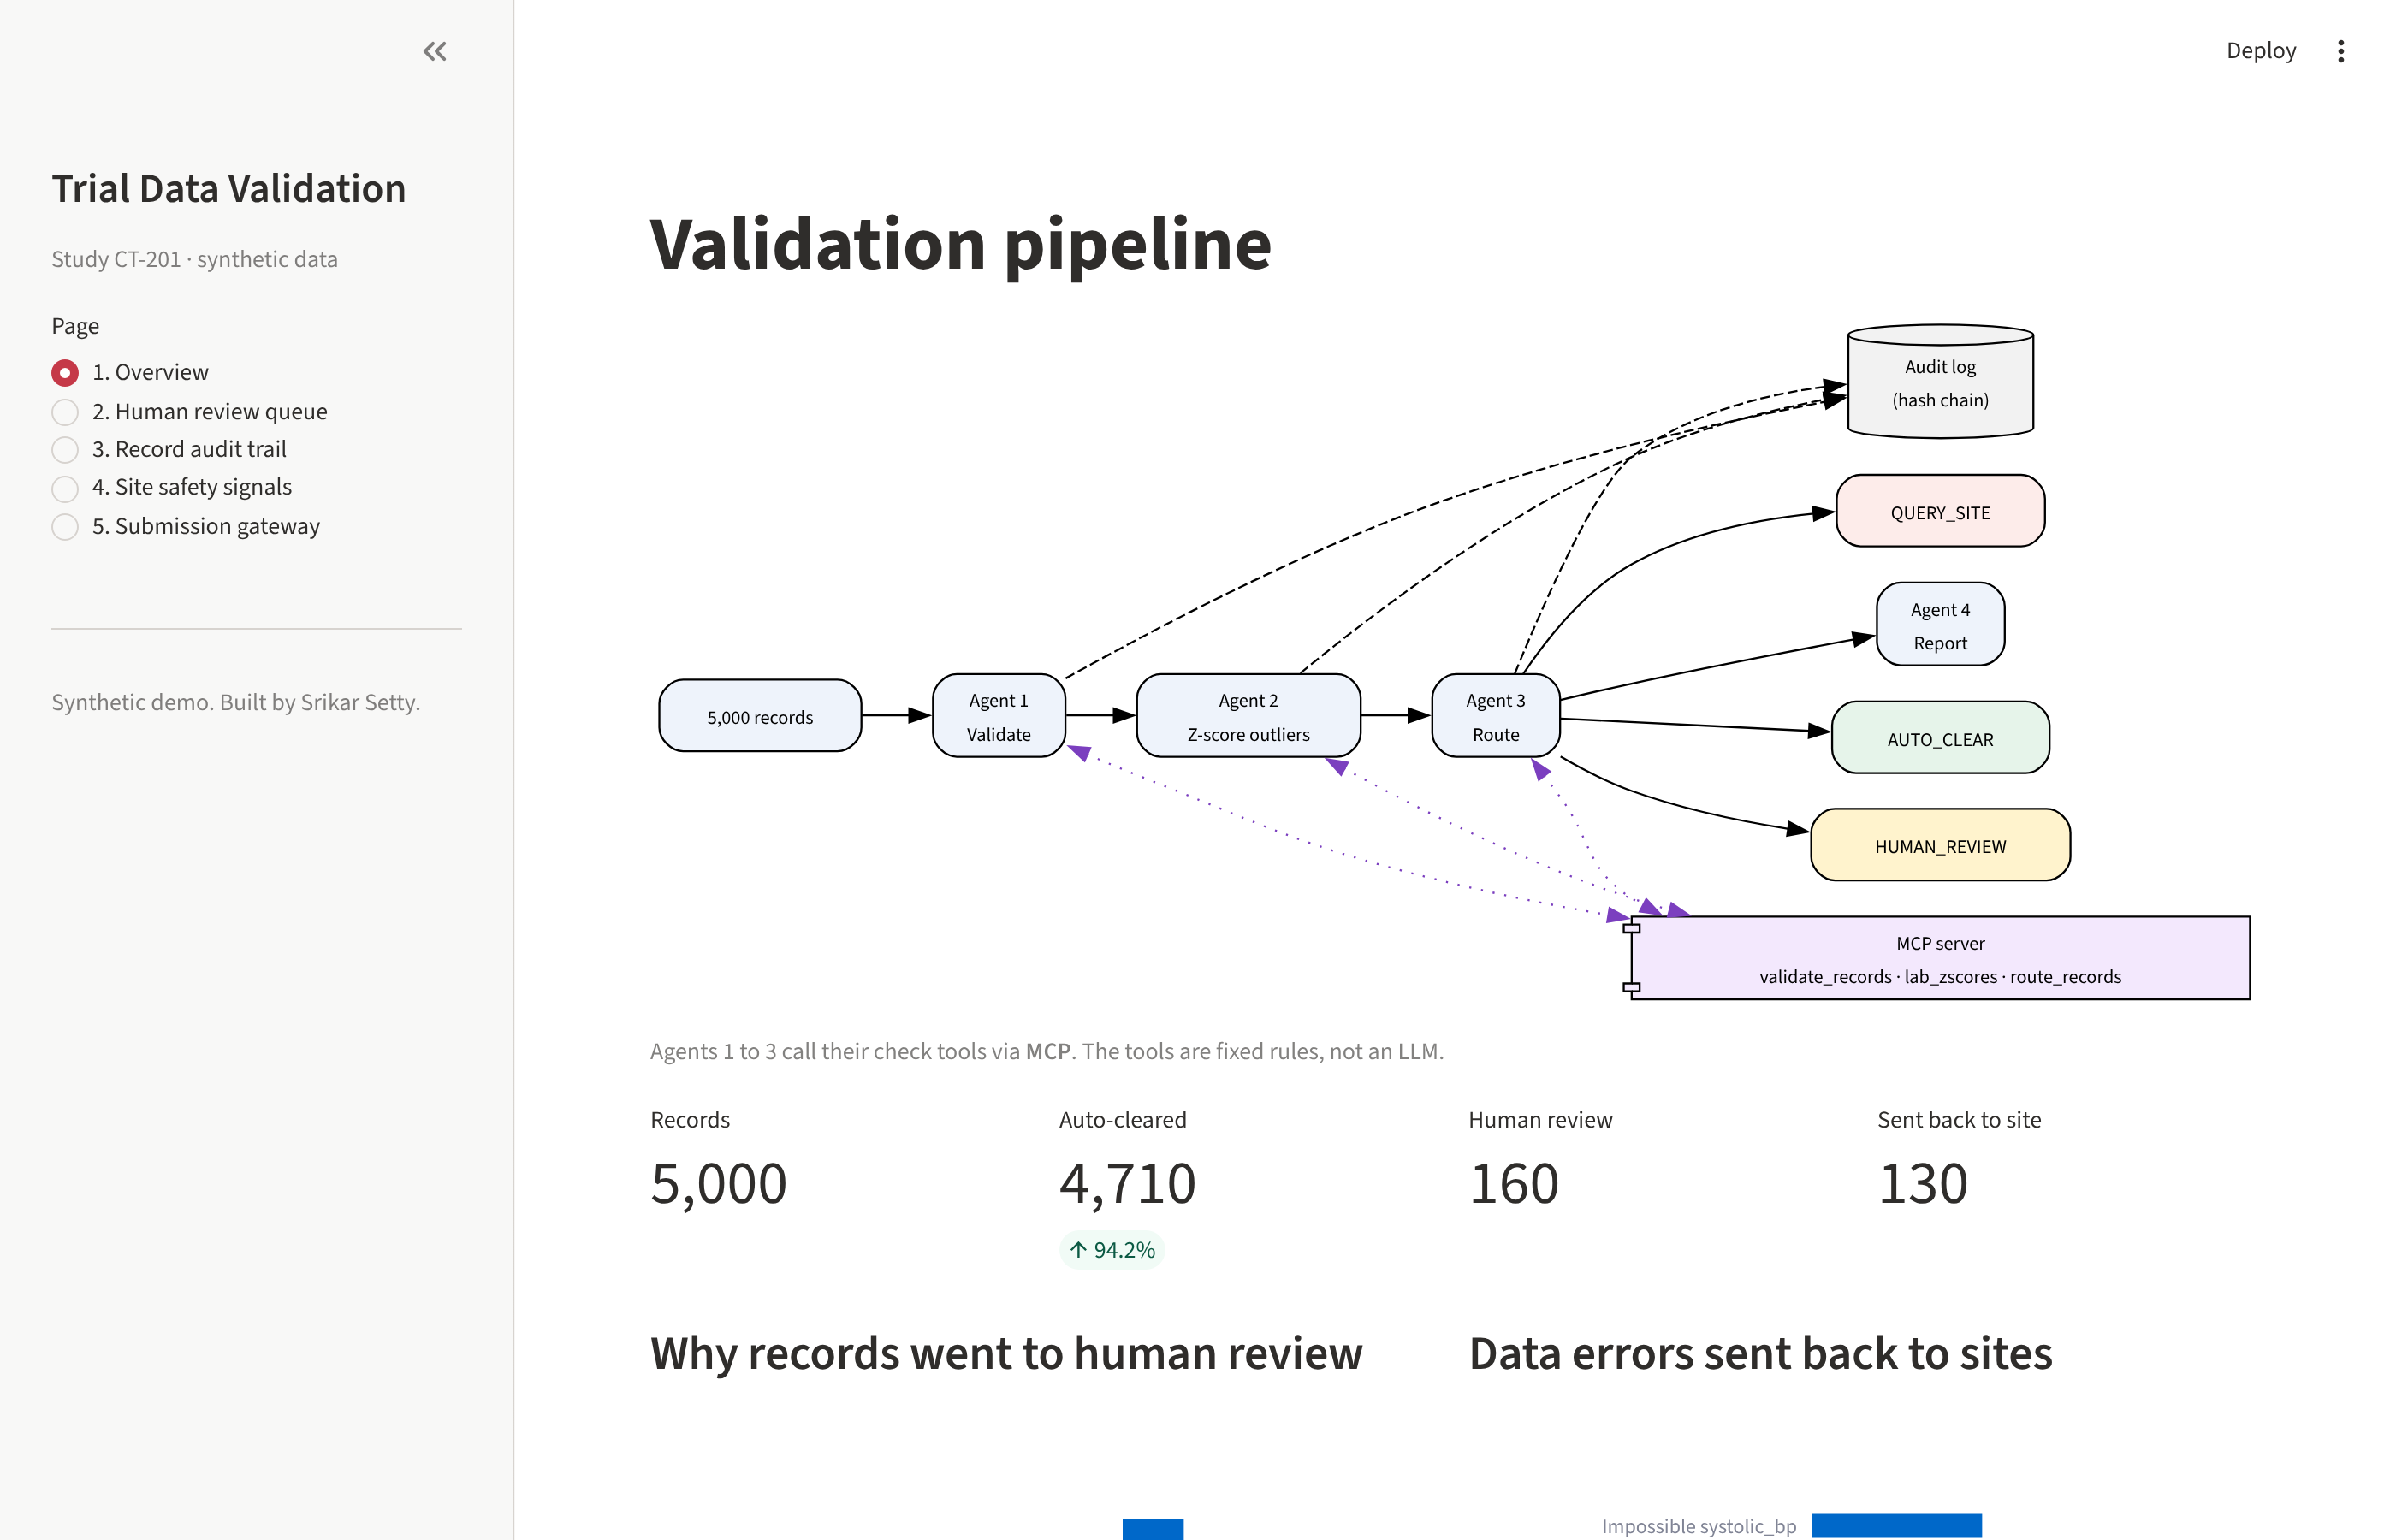 Deploy
Trial Data Validation
Study CT-201 · synthetic data
Page
1. Overview
2. Human review queue
3. Record audit trail
4. Site safety signals
5. Submission gateway
Synthetic demo. Built by Srikar Setty.
Validation pipeline
Audit log
(hash chain)
QUERY_SITE
Agent 4
Report
5,000 records
Agent 1
Validate
Agent 2
Z-score outliers
Agent 3
Route
AUTO_CLEAR
HUMAN_REVIEW
MCP server
validate_records · lab_zscores · route_records
Agents 1 to 3 call their check tools via MCP. The tools are fixed rules, not an LLM.
Records
5,000
Auto-cleared
4,710
↑ 94.2%
Human review
160
Sent back to site
130
Why records went to human review
Data errors sent back to sites
Impossible systolic_bp